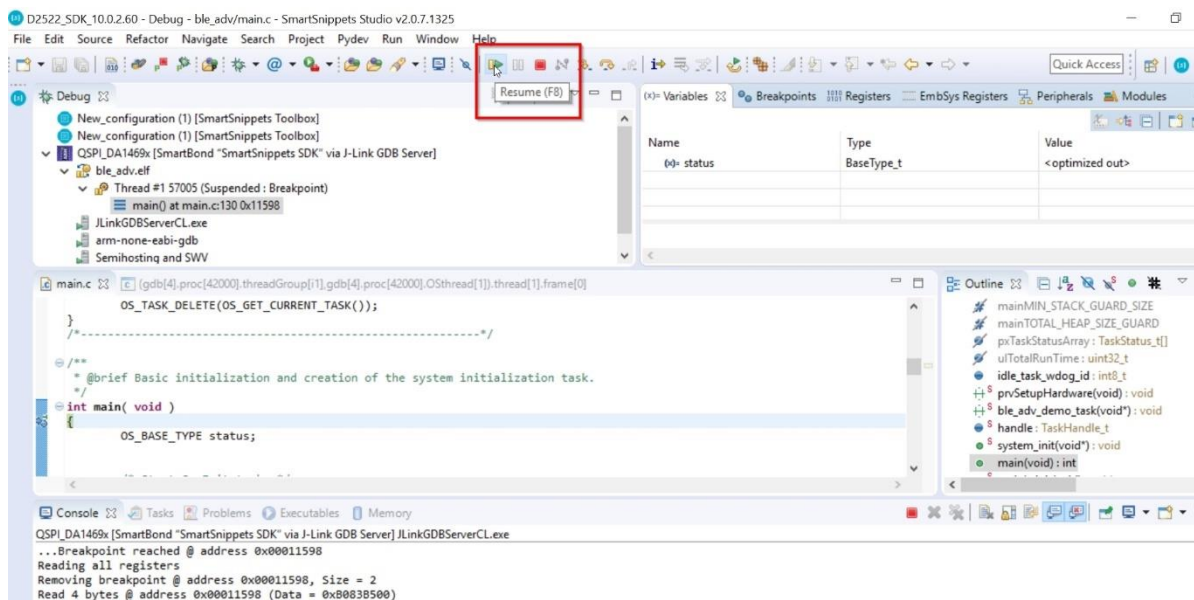 D2522_SDK_10.0.2.60 - Debug - ble_adv/main.c - SmartSnippets Studio v2.0.7.1325
File Edit Source Refactor Navigate Search Project Pydev Run Window Help
Quick Access
Resume (F8)
Debug
New_configuration (1) [SmartSnippets Toolbox]
New_configuration (1) [SmartSnippets Toolbox]
QSPI_DA1469x [SmartBond "SmartSnippets SDK" via J-Link GDB Server]
ble_adv.elf
Thread #1 57005 (Suspended : Breakpoint)
main() at main.c:130 0x11598
JLinkGDBServerCL.exe
arm-none-eabi-gdb
Semihosting and SWV
(x)= Variables Breakpoints Registers EmbSys Registers Peripherals Modules
Name Type Value
(x)= status BaseType_t <optimized out>
main.c (gdb[4].proc[42000].threadGroup[i1],gdb[4].proc[42000].OSthread[1]).thread[1].frame[0]
OS_TASK_DELETE(OS_GET_CURRENT_TASK());
}
/**
* @brief Basic initialization and creation of the system initialization task.
*/
int main( void )
{
OS_BASE_TYPE status;
Outline
mainMIN_STACK_GUARD_SIZE
mainTOTAL_HEAP_SIZE_GUARD
pxTaskStatusArray : TaskStatus_t[]
ulTotalRunTime : uint32_t
idle_task_wdog_id : int8_t
prvSetupHardware(void) : void
ble_adv_demo_task(void*) : void
handle : TaskHandle_t
system_init(void*) : void
main(void) : int
Console Tasks Problems Executables Memory
QSPI_DA1469x [SmartBond "SmartSnippets SDK" via J-Link GDB Server] JLinkGDBServerCL.exe
...Breakpoint reached @ address 0x00011598
Reading all registers
Removing breakpoint @ address 0x00011598, Size = 2
Read 4 bytes @ address 0x00011598 (Data = 0xB083B500)